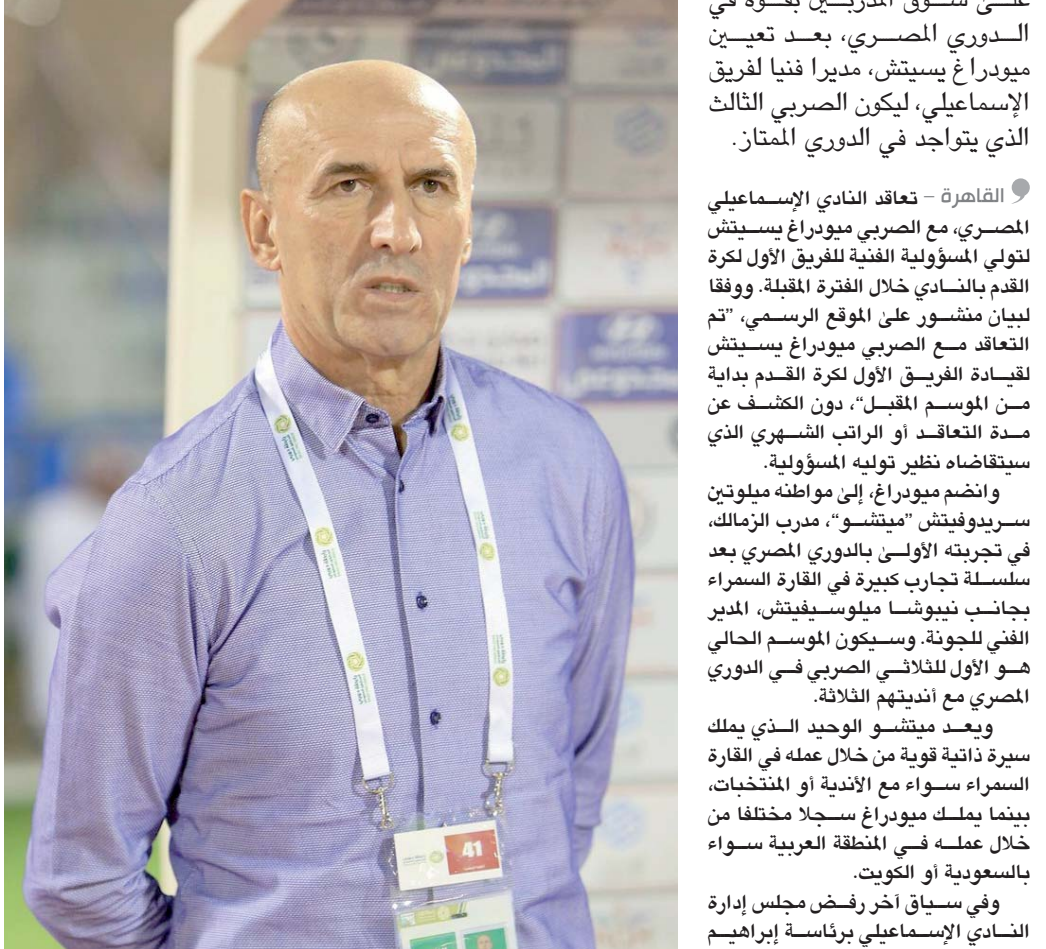 علــى ســوق المدربــين بقــوة في
الــدوري المصــري، بعــد تعيــين
ميودراغ يسيتش، مديرا فنيا لفريق
الإسماعيلي، ليكون الصربي الثالث
الذي يتواجد في الدوري الممتاز.
القاهرة – تعاقد النادي الإســماعيلي
المصــري، مع الصربي ميودراغ يســيتش
لتولي المسؤولية الفنية للفريق الأول لكرة
القدم بالنــادي خلال الفترة المقبلة. ووفقا
لبيان منشــور علىٰ الموقع الرســمي، ”تم
التعاقد مــع الصربي ميودراغ يســيتش
لقيــادة الفريــق الأول لكرة القــدم بداية
مــن الموســم المقبــل“، دون الكشــف عن
مــدة التعاقــد أو الراتب الشــهري الذي
سيتقاضاه نظير توليه المسؤولية.
وانضم ميودراغ، إلىٰ مواطنه ميلوتين
ســريدوفيتش ”ميتشــو“، مدرب الزمالك،
في تجربته الأولــىٰ بالدوري المصري بعد
سلســلة تجارب كبيرة في القارة السمراء
بجانــب نيبوشــا ميلوســيفيتش، المدير
الفني للجونة. وســيكون الموســم الحالي
هــو الأول للثلاثــي الصربي فــي الدوري
المصري مع أنديتهم الثلاثة.
ويعــد ميتشــو الوحيد الــذي يملك
سيرة ذاتية قوية من خلال عمله في القارة
السمراء ســواء مع الأندية أو المنتخبات،
بينما يملــك ميودراغ ســجلا مختلفا من
خلال عملــه فــي المنطقة العربية ســواء
بالسعودية أو الكويت.
وفي ســياق آخر رفــض مجلس إدارة
النــادي الإســماعيلي برئاســة إبراهيــم
41